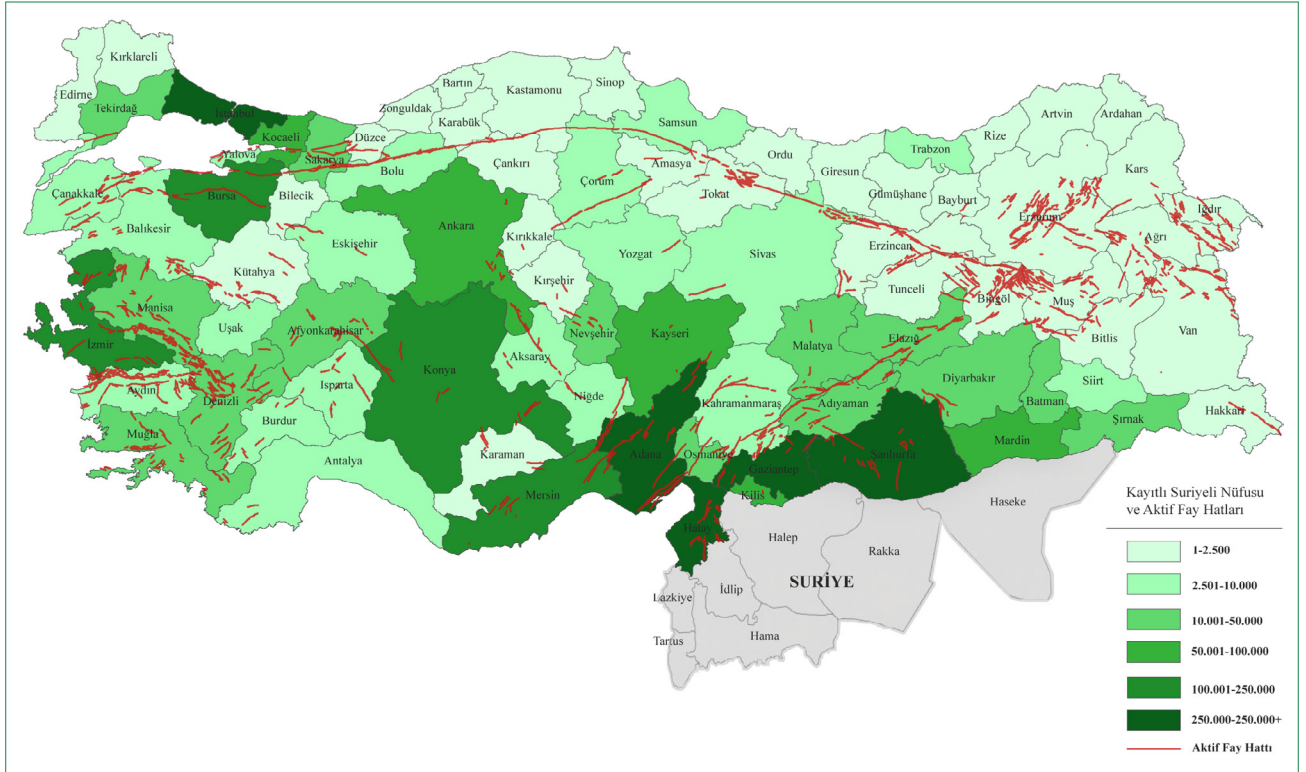 Kırklareli
Edirne
Tekirdağ
İstanbul
Kocaeli
Yalova
Sakarya
Düzce
Zonguldak
Bartın
Karabük
Kastamonu
Sinop
Samsun
Çankırı
Bolu
Çorum
Amasya
Tokat
Ordu
Giresun
Trabzon
Rize
Artvin
Ardahan
Kars
Gümüşhane
Bayburt
Erzurum
Iğdır
Ağrı
Çanakkale
Bursa
Bilecik
Balıkesir
Eskişehir
Ankara
Kırıkkale
Kırşehir
Yozgat
Sivas
Erzincan
Tunceli
Bingöl
Muş
Bitlis
Van
Kütahya
Manisa
Uşak
Afyonkarahisar
İzmir
Aydın
Denizli
Isparta
Burdur
Muğla
Antalya
Konya
Aksaray
Nevşehir
Niğde
Kayseri
Malatya
Elazığ
Diyarbakır
Batman
Siirt
Şırnak
Hakkari
Mardin
Kahramanmaraş
Adıyaman
Karaman
Mersin
Adana
Osmaniye
Gaziantep
Şanlıurfa
Kilis
Hatay
Halep
Rakka
Haseke
SURİYE
İdlip
Lazkiye
Tartus
Hama
Kayıtlı Suriyeli Nüfusu
ve Aktif Fay Hatları
1-2.500
2.501-10.000
10.001-50.000
50.001-100.000
100.001-250.000
250.000-250.000+
Aktif Fay Hattı